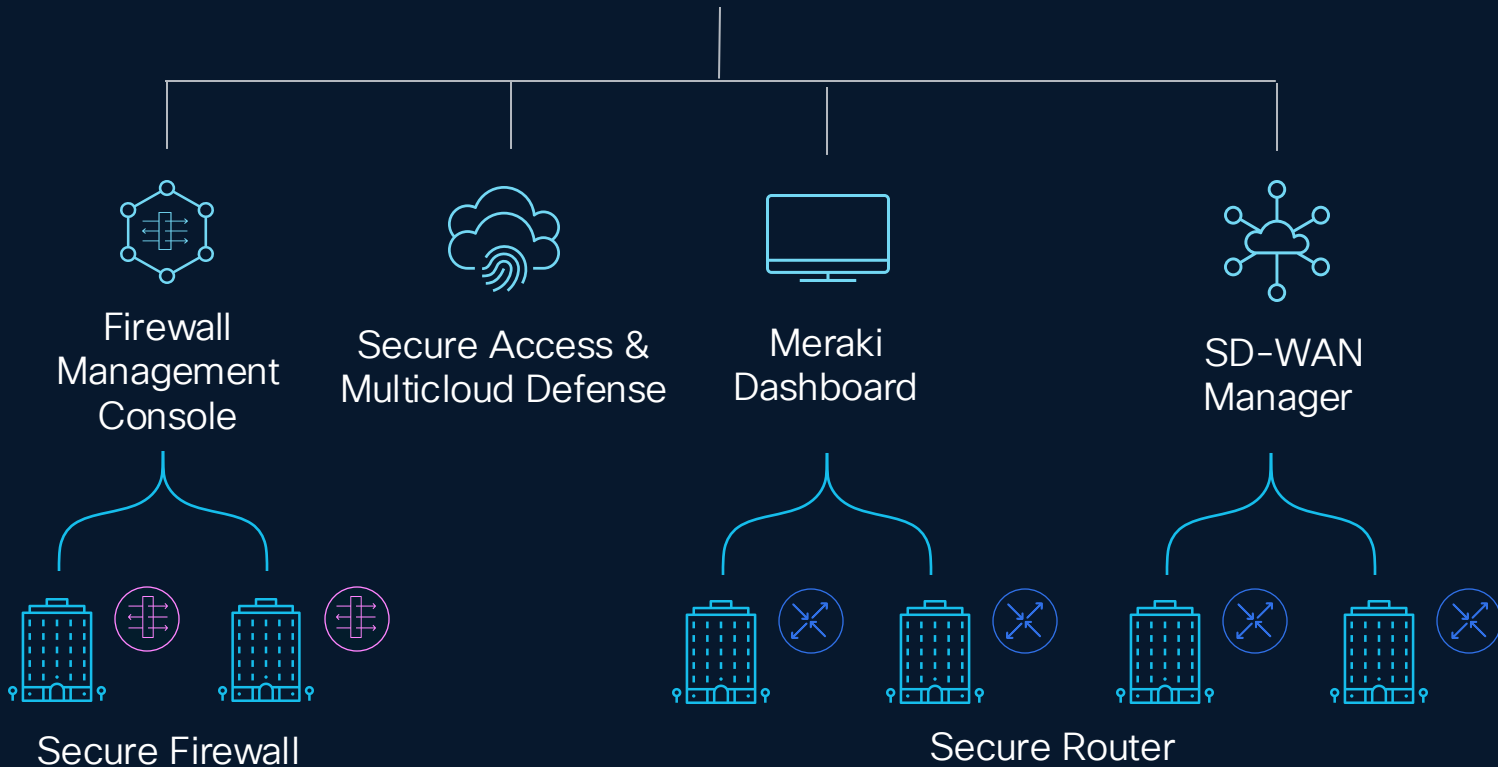 Firewall
Management
Console
Secure Access &
Multicloud Defense
Meraki
Dashboard
SD-WAN
Manager
Secure Firewall
Secure Router